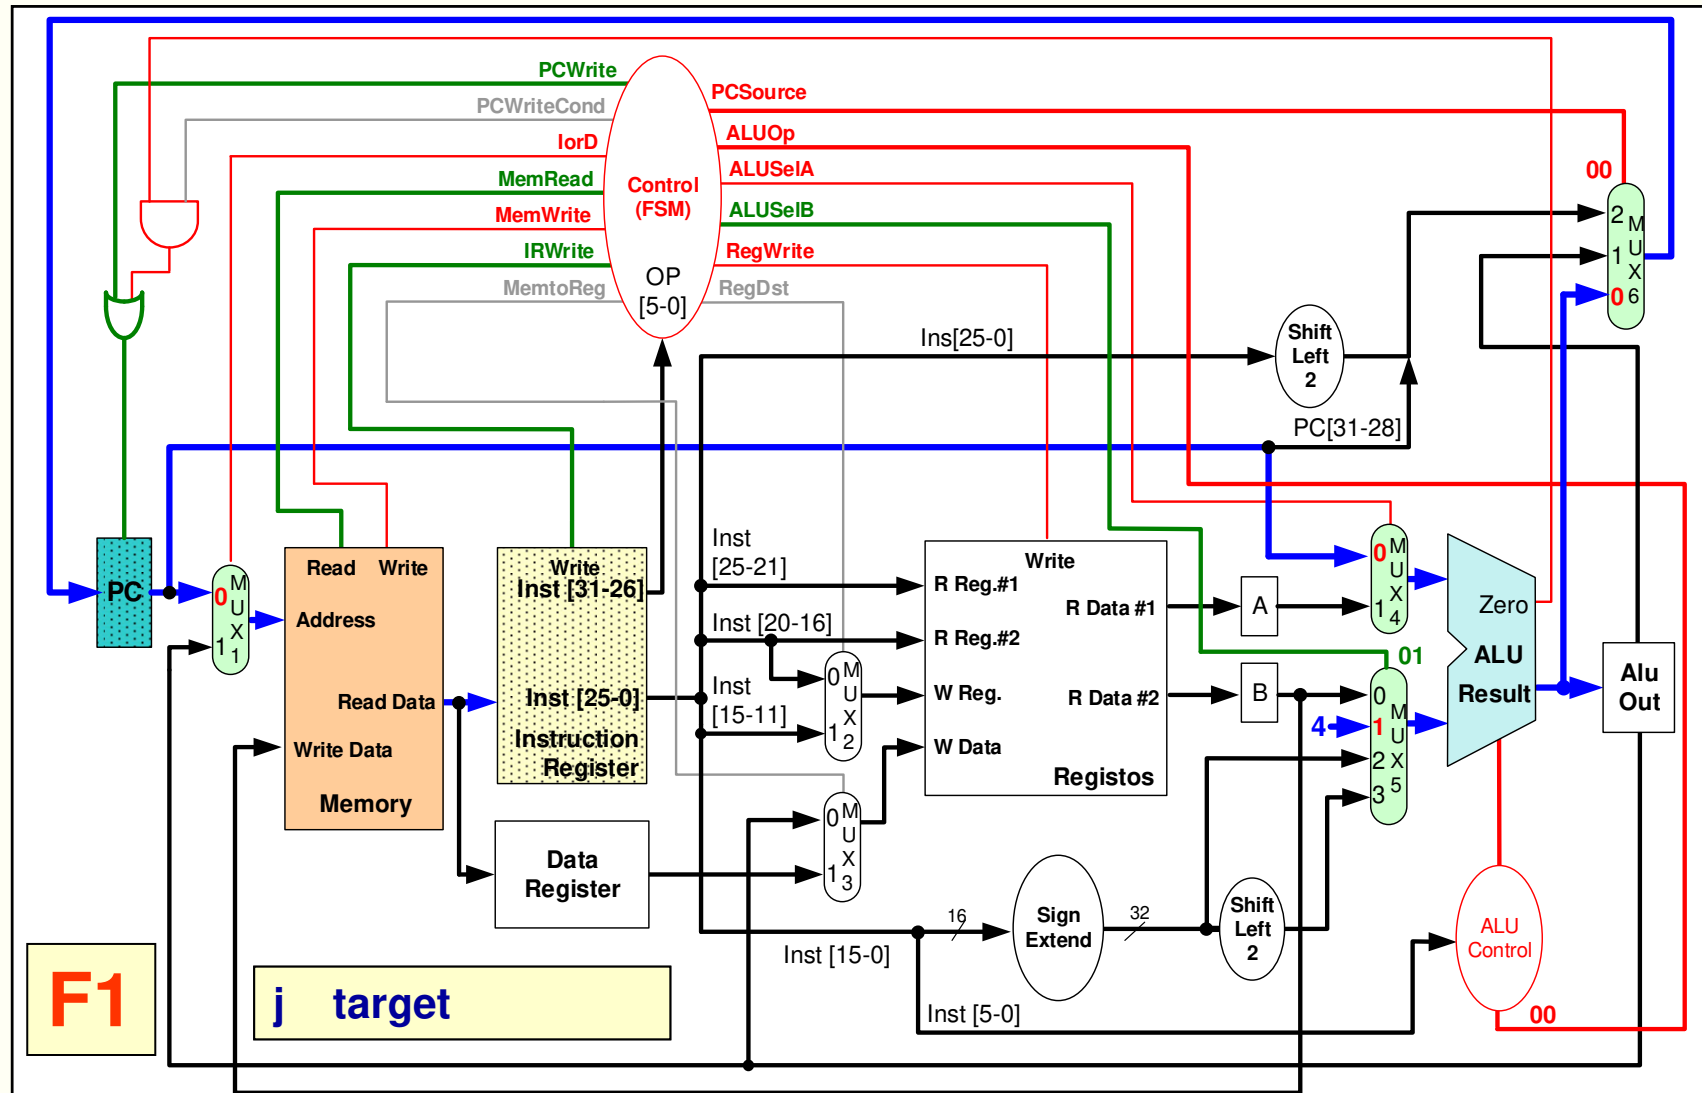 PCWrite
PCWriteCond
IorD
MemRead
MemWrite
IRWrite
MemtoReg
Control
(FSM)
OP
[5-0]
PCSource
ALUOp
ALUSelA
ALUSelB
RegWrite
RegDst
00
2
1
0
M
U
X
6
Ins[25-0]
Shift
Left
2
PC[31-28]
PC
0
1
M
U
X
1
Read
Write
Address
Read Data
Write Data
Memory
Write
Inst [31-26]
Inst [25-0]
Instruction
Register
Data
Register
Inst
[25-21]
Inst [20-16]
Inst
[15-11]
0
1
M
U
X
2
0
1
M
U
X
3
Write
R Reg.#1
R Reg.#2
W Reg.
W Data
R Data #1
R Data #2
Registos
A
B
0
1
M
U
X
4
01
0
4
1
2
3
M
U
X
5
Zero
ALU
Result
Alu
Out
Inst [15-0]
16
Sign
Extend
32
Shift
Left
2
ALU
Control
Inst [5-0]
00
F1
j target